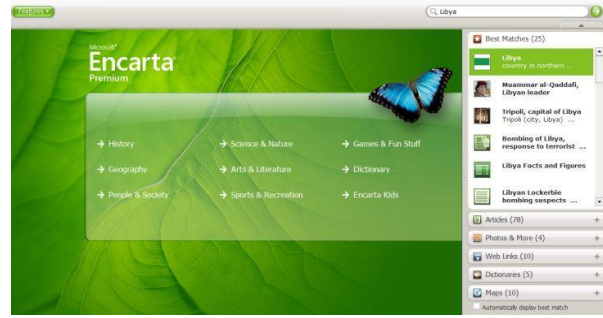 Features
Libya
Microsoft®
Encarta
Premium
History
Science & Nature
Games & Fun Stuff
Geography
Arts & Literature
Dictionary
People & Society
Sports & Recreation
Encarta Kids
Best Matches (25)
Libya
country in northern ...
Muammar al-Qaddafi,
Libyan leader
Tripoli, capital of Libya
Tripoli (city, Libya) ...
Bombing of Libya,
response to terrorist ...
Libya Facts and Figures
Libyan Lockerbie
bombing suspects ...
Articles (78)
Photos & More (4)
Web Links (10)
Dictionaries (5)
Maps (10)
Automatically display best match